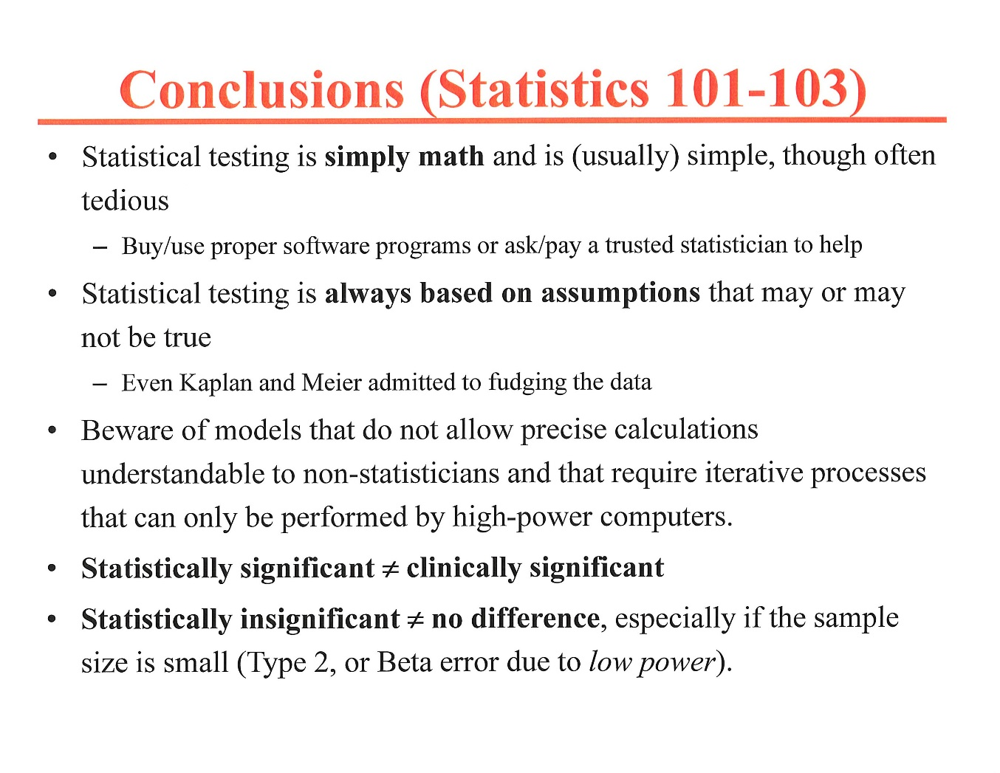 Conclusions (Statistics 101-103)
• Statistical testing is simply math and is (usually) simple, though often
tedious
– Buy/use proper software programs or ask/pay a trusted statistician to help
• Statistical testing is always based on assumptions that may or may
not be true
– Even Kaplan and Meier admitted to fudging the data
• Beware of models that do not allow precise calculations
understandable to non-statisticians and that require iterative processes
that can only be performed by high-power computers.
• Statistically significant ≠ clinically significant
• Statistically insignificant ≠ no difference, especially if the sample
size is small (Type 2, or Beta error due to low power).